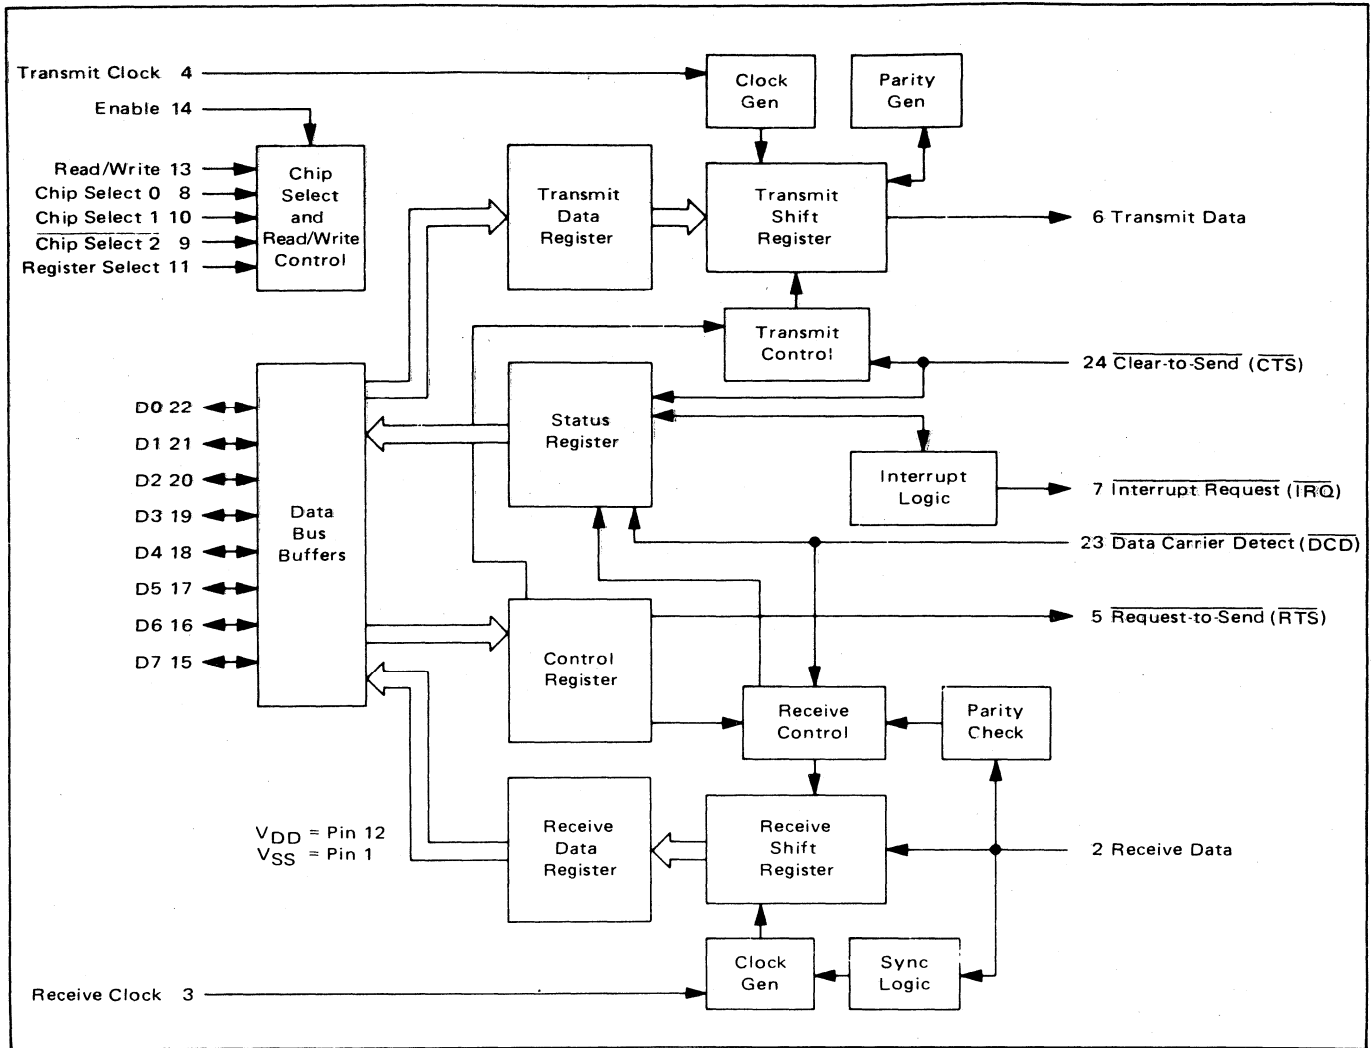 Transmit Clock 4
Enable 14
Read/Write 13
Chip Select 0 8
Chip Select 1 10
Chip Select 2 9
Register Select 11
Chip
Select
and
Read/Write
Control
Clock
Gen
Parity
Gen
Transmit
Data
Register
Transmit
Shift
Register
6 Transmit Data
Transmit
Control
24 Clear-to-Send (CTS)
Status
Register
Interrupt
Logic
7 Interrupt Request (IRQ)
23 Data Carrier Detect (DCD)
D0 22
D1 21
D2 20
D3 19
D4 18
D5 17
D6 16
D7 15
Data
Bus
Buffers
Control
Register
5 Request-to-Send (RTS)
Receive
Control
Parity
Check
VDD = Pin 12
VSS = Pin 1
Receive
Data
Register
Receive
Shift
Register
2 Receive Data
Clock
Gen
Sync
Logic
Receive Clock 3